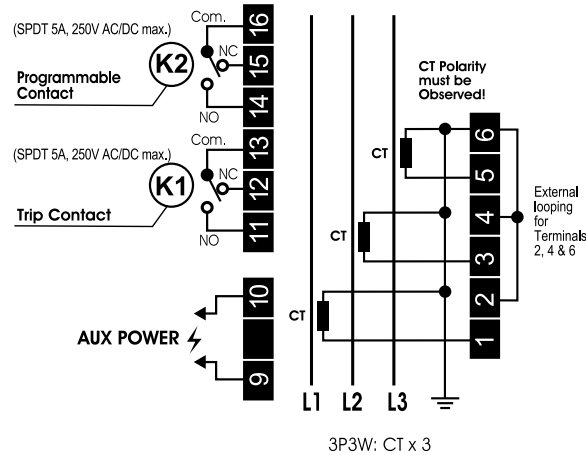 (SPDT 5A, 250V AC/DC max.)
K2
Programmable
Contact
Com.
NC
NO
16
15
14
(SPDT 5A, 250V AC/DC max.)
K1
Trip Contact
Com.
NC
NO
13
12
11
AUX POWER
10
9
CT Polarity
must be
Observed!
CT
CT
CT
6
5
4
3
2
1
External
looping
for
Terminals
2, 4 & 6
L1 L2 L3
3P3W: CT x 3